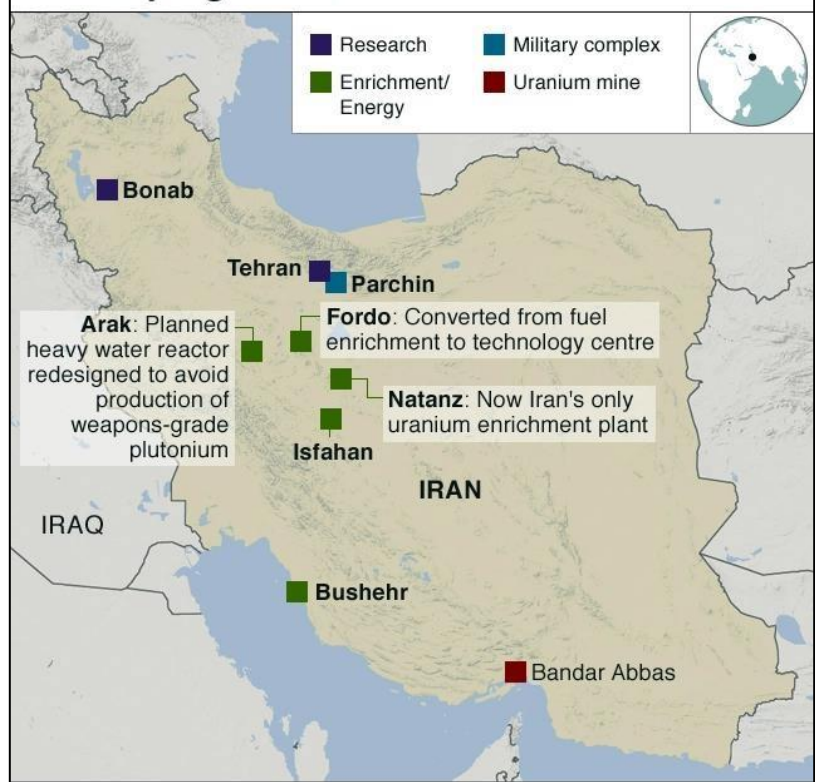 Research
Military complex
Enrichment/
Energy
Uranium mine
Bonab
Tehran
Parchin
Arak: Planned
heavy water reactor
redesigned to avoid
production of
weapons-grade
plutonium
Fordo: Converted from fuel
enrichment to technology centre
Natanz: Now Iran's only
uranium enrichment plant
Isfahan
IRAN
IRAQ
Bushehr
Bandar Abbas